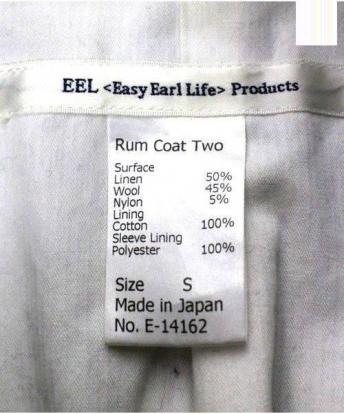 EEL <Easy Earl Life> Products
Rum Coat Two
Surface
Linen 50%
Wool 45%
Nylon 5%
Lining
Cotton 100%
Sleeve Lining
Polyester 100%
Size S
Made in Japan
No. E-14162